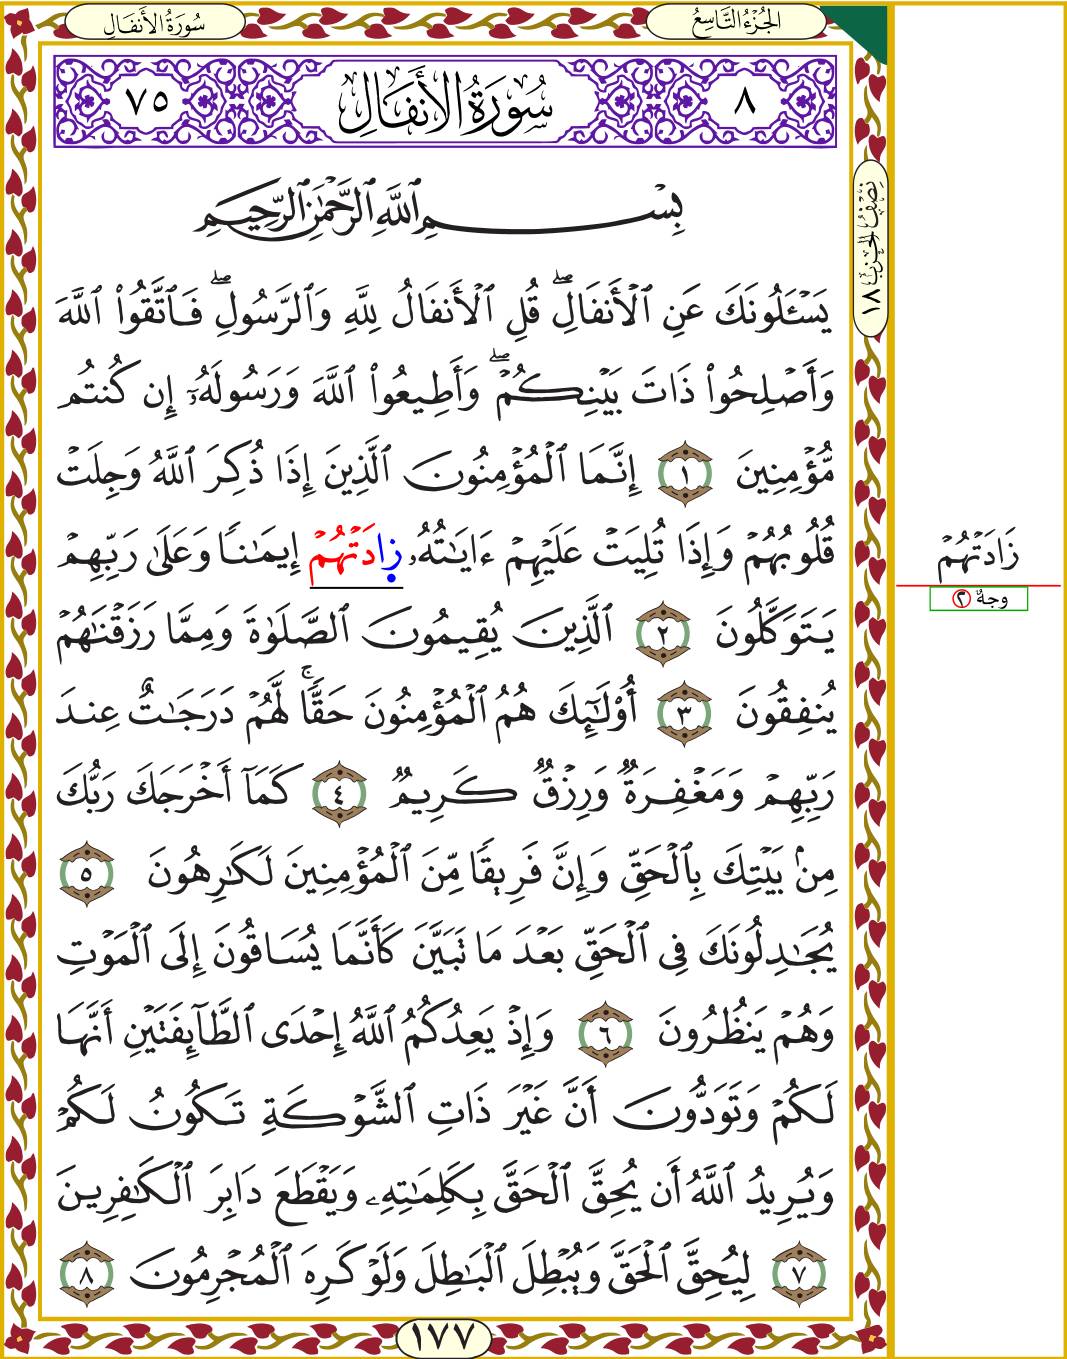 سُورَةُ الأَنفَالِ
الجُزْءُ التَّاسِعُ
٧٥
سُورَةُ الأَنفَالِ
٨
نِصْفُ الحِزْبِ ١٨
بِسْمِ ٱللَّهِ ٱلرَّحْمَٰنِ ٱلرَّحِيمِ
يَسْـَٔلُونَكَ عَنِ ٱلْأَنفَالِۖ قُلِ ٱلْأَنفَالُ لِلَّهِ وَٱلرَّسُولِۖ فَٱتَّقُوا۟ ٱللَّهَ
وَأَصْلِحُوا۟ ذَاتَ بَيْنِكُمْۖ وَأَطِيعُوا۟ ٱللَّهَ وَرَسُولَهُۥٓ إِن كُنتُم
مُّؤْمِنِينَ ١ إِنَّمَا ٱلْمُؤْمِنُونَ ٱلَّذِينَ إِذَا ذُكِرَ ٱللَّهُ وَجِلَتْ
قُلُوبُهُمْ وَإِذَا تُلِيَتْ عَلَيْهِمْ ءَايَٰتُهُۥ زِادَتْهُمْ إِيمَٰنًا وَعَلَىٰ رَبِّهِمْ
يَتَوَكَّلُونَ ٢ ٱلَّذِينَ يُقِيمُونَ ٱلصَّلَوٰةَ وَمِمَّا رَزَقْنَٰهُمْ
يُنفِقُونَ ٣ أُو۟لَٰٓئِكَ هُمُ ٱلْمُؤْمِنُونَ حَقًّاۚ لَّهُمْ دَرَجَٰتٌ عِندَ
رَبِّهِمْ وَمَغْفِرَةٌ وَرِزْقٌ كَرِيمٌ ٤ كَمَآ أَخْرَجَكَ رَبُّكَ
مِنۢ بَيْتِكَ بِٱلْحَقِّ وَإِنَّ فَرِيقًا مِّنَ ٱلْمُؤْمِنِينَ لَكَٰرِهُونَ ٥
يُجَٰدِلُونَكَ فِى ٱلْحَقِّ بَعْدَ مَا تَبَيَّنَ كَأَنَّمَا يُسَاقُونَ إِلَى ٱلْمَوْتِ
وَهُمْ يَنظُرُونَ ٦ وَإِذْ يَعِدُكُمُ ٱللَّهُ إِحْدَى ٱلطَّآئِفَتَيْنِ أَنَّهَا
لَكُمْ وَتَوَدُّونَ أَنَّ غَيْرَ ذَاتِ ٱلشَّوْكَةِ تَكُونُ لَكُمْ
وَيُرِيدُ ٱللَّهُ أَن يُحِقَّ ٱلْحَقَّ بِكَلِمَٰتِهِۦ وَيَقْطَعَ دَابِرَ ٱلْكَٰفِرِينَ
٧ لِيُحِقَّ ٱلْحَقَّ وَيُبْطِلَ ٱلْبَٰطِلَ وَلَوْ كَرِهَ ٱلْمُجْرِمُونَ ٨
١٧٧
زَادَتْهُمْ
وجهٌ ٢